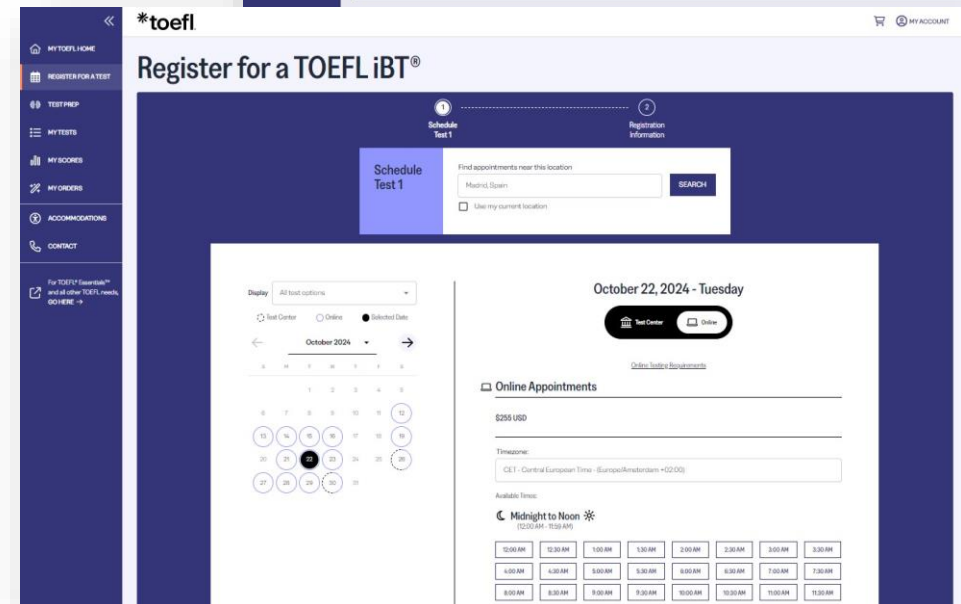 *toefl.
MY ACCOUNT
MY TOEFL HOME
REGISTER FOR A TEST
TEST PREP
MY TESTS
MY SCORES
MY ORDERS
ACCOMMODATIONS
CONTACT
For TOEFL® Essentials™
and all other TOEFL needs,
GO HERE →
Register for a TOEFL iBT®
1
2
Schedule
Test 1
Registration
Information
Schedule
Test 1
Find appointments near this location
Madrid, Spain
SEARCH
Use my current location
Display
All test options
Test Center Online Selected Date
October 2024
S M T W T F S
1 2 3 4 5
6 7 8 9 10 11 12
13 14 15 16 17 18 19
20 21 22 23 24 25 26
27 28 29 30 31
October 22, 2024 - Tuesday
Test Center
Online
Online Testing Requirements
Online Appointments
$255 USD
Timezone:
CET - Central European Time - (Europe/Amsterdam +02:00)
Available Times:
Midnight to Noon
(12:00 AM - 11:59 AM)
12:00 AM 12:30 AM 1:00 AM 1:30 AM 2:00 AM 2:30 AM 3:00 AM 3:30 AM
4:00 AM 4:30 AM 5:00 AM 5:30 AM 6:00 AM 6:30 AM 7:00 AM 7:30 AM
8:00 AM 8:30 AM 9:00 AM 9:30 AM 10:00 AM 10:30 AM 11:00 AM 11:30 AM